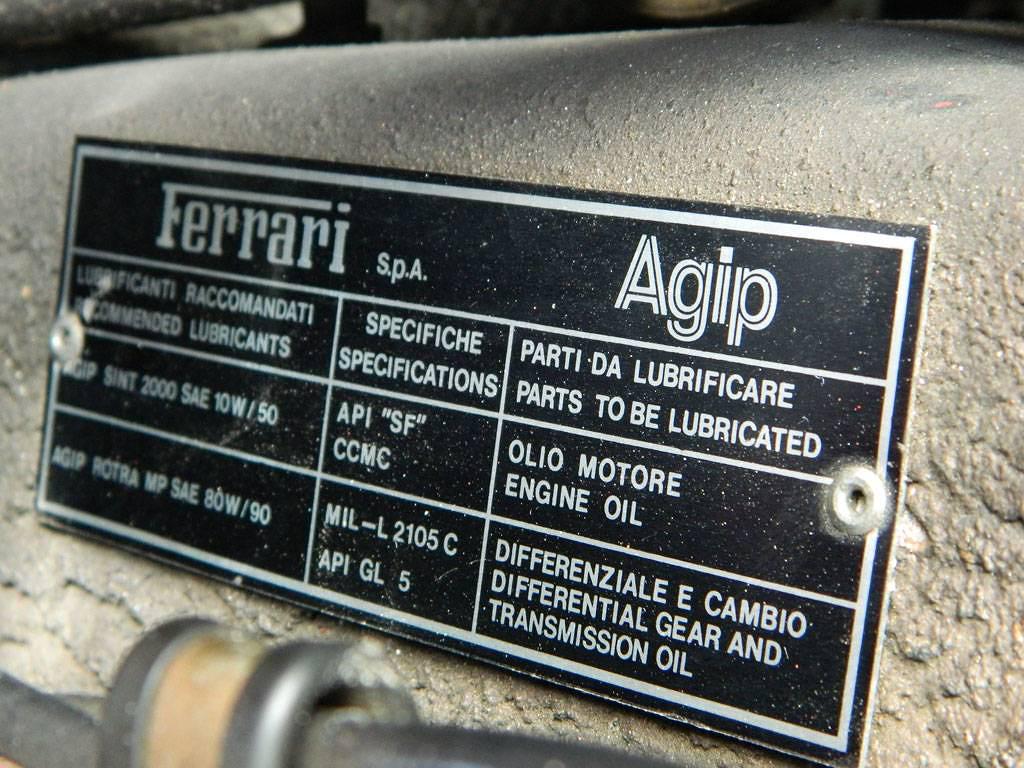 Ferrari S.p.A.
Agip
LUBRIFICANTI RACCOMANDATI
RECOMMENDED LUBRICANTS
SPECIFICHE
SPECIFICATIONS
PARTI DA LUBRIFICARE
PARTS TO BE LUBRICATED
AGIP SINT 2000 SAE 10W/50
API "SF"
CCMC
OLIO MOTORE
ENGINE OIL
AGIP ROTRA MP SAE 80W/90
MIL-L 2105 C
API GL 5
DIFFERENZIALE E CAMBIO
DIFFERENTIAL GEAR AND
TRANSMISSION OIL